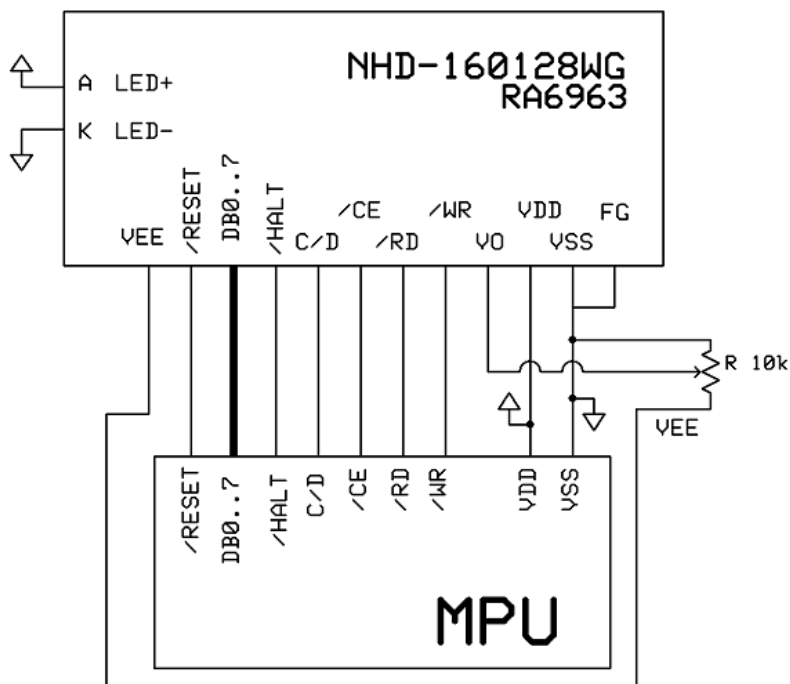 NHD-160128WG
RA6963
A LED+
K LED-
/RESET
DB0..7
/HALT
/CE
/WR
VDD
FG
VEE
C/D
/RD
VO
VSS
R 10k
VEE
/RESET
DB0..7
/HALT
C/D
/CE
/RD
/WR
VDD
VSS
MPU